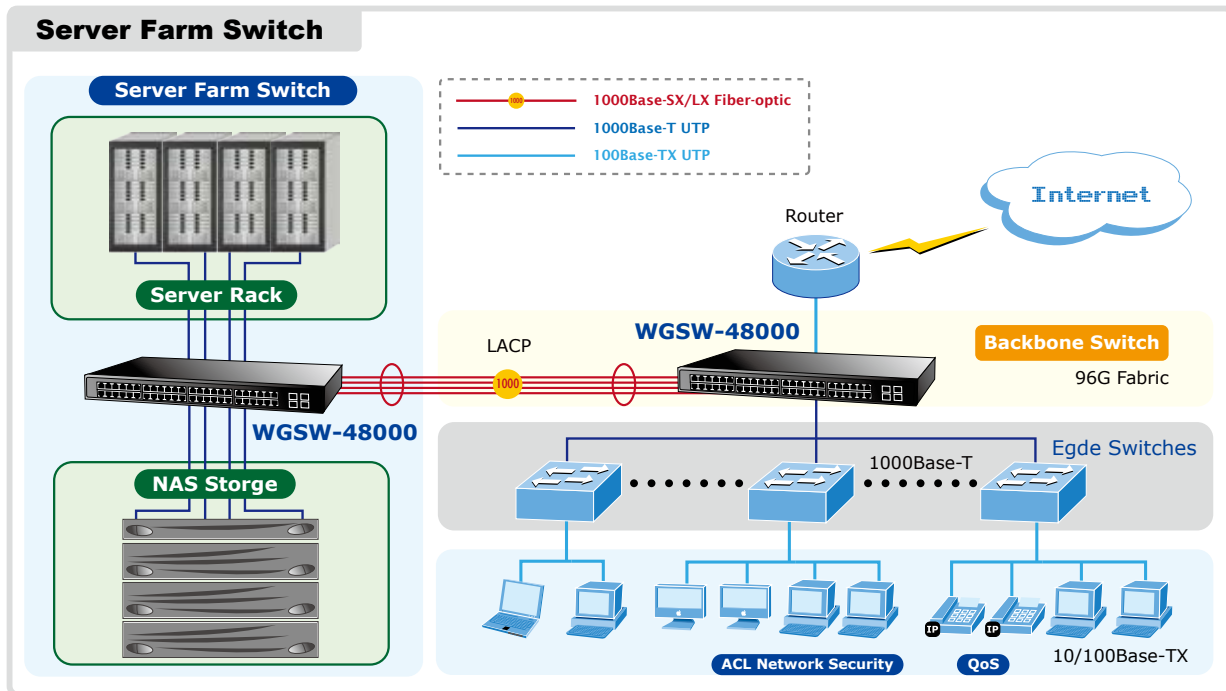 Server Farm Switch
Server Farm Switch
1000
1000Base-SX/LX Fiber-optic
1000Base-T UTP
100Base-TX UTP
Internet
Router
Server Rack
WGSW-48000
Backbone Switch
LACP
96G Fabric
1000
WGSW-48000
Egde Switches
1000Base-T
NAS Storge
IP
IP
10/100Base-TX
ACL Network Security
QoS